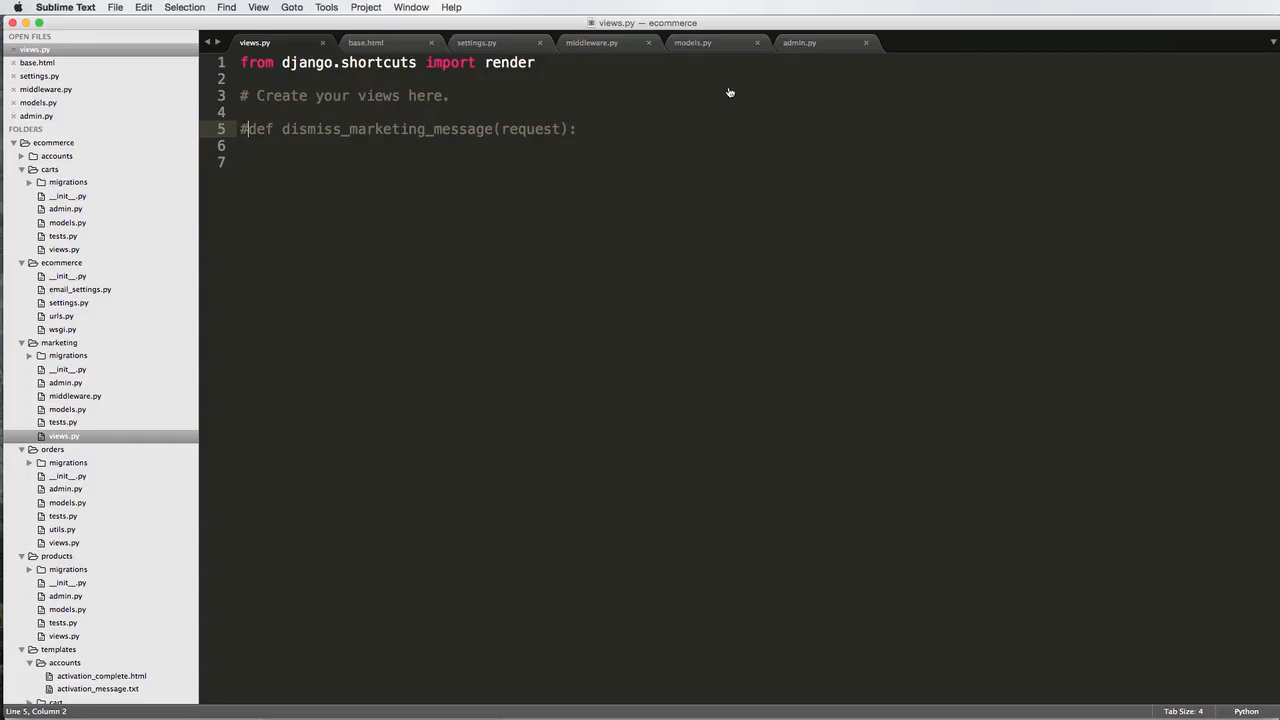 Sublime Text File Edit Selection Find View Goto Tools Project Window Help
views.py — ecommerce
OPEN FILES
views.py
base.html
settings.py
middleware.py
models.py
admin.py
FOLDERS
ecommerce
accounts
carts
migrations
__init__.py
admin.py
models.py
tests.py
views.py
ecommerce
__init__.py
email_settings.py
settings.py
urls.py
wsgi.py
marketing
migrations
__init__.py
admin.py
middleware.py
models.py
tests.py
views.py
orders
migrations
__init__.py
admin.py
models.py
tests.py
utils.py
views.py
products
migrations
__init__.py
admin.py
models.py
tests.py
views.py
templates
accounts
activation_complete.html
activation_message.txt
cart
views.py base.html settings.py middleware.py models.py admin.py
1 from django.shortcuts import render
2
3 # Create your views here.
4
5 #def dismiss_marketing_message(request):
6
7
Line 5, Column 2 Tab Size: 4 Python